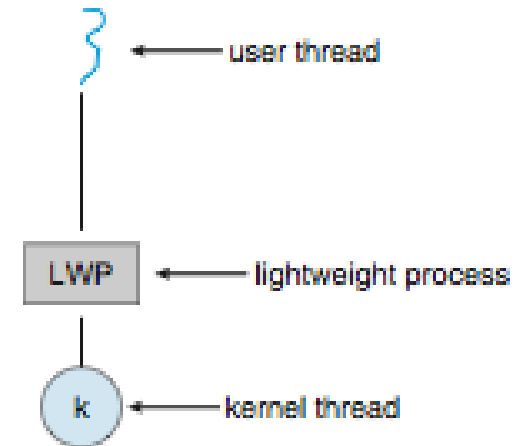 user thread
LWP
lightweight process
k
kernel thread